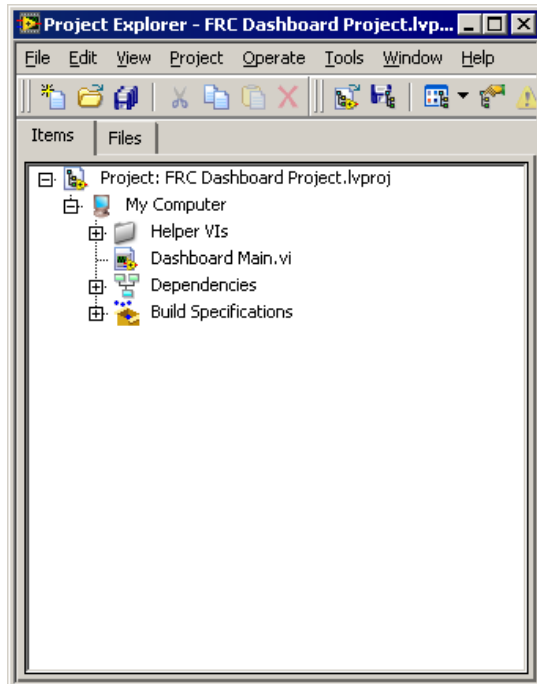 Project Explorer - FRC Dashboard Project.lvp...
File Edit View Project Operate Tools Window Help
Items Files
Project: FRC Dashboard Project.lvproj
My Computer
Helper VIs
Dashboard Main.vi
Dependencies
Build Specifications